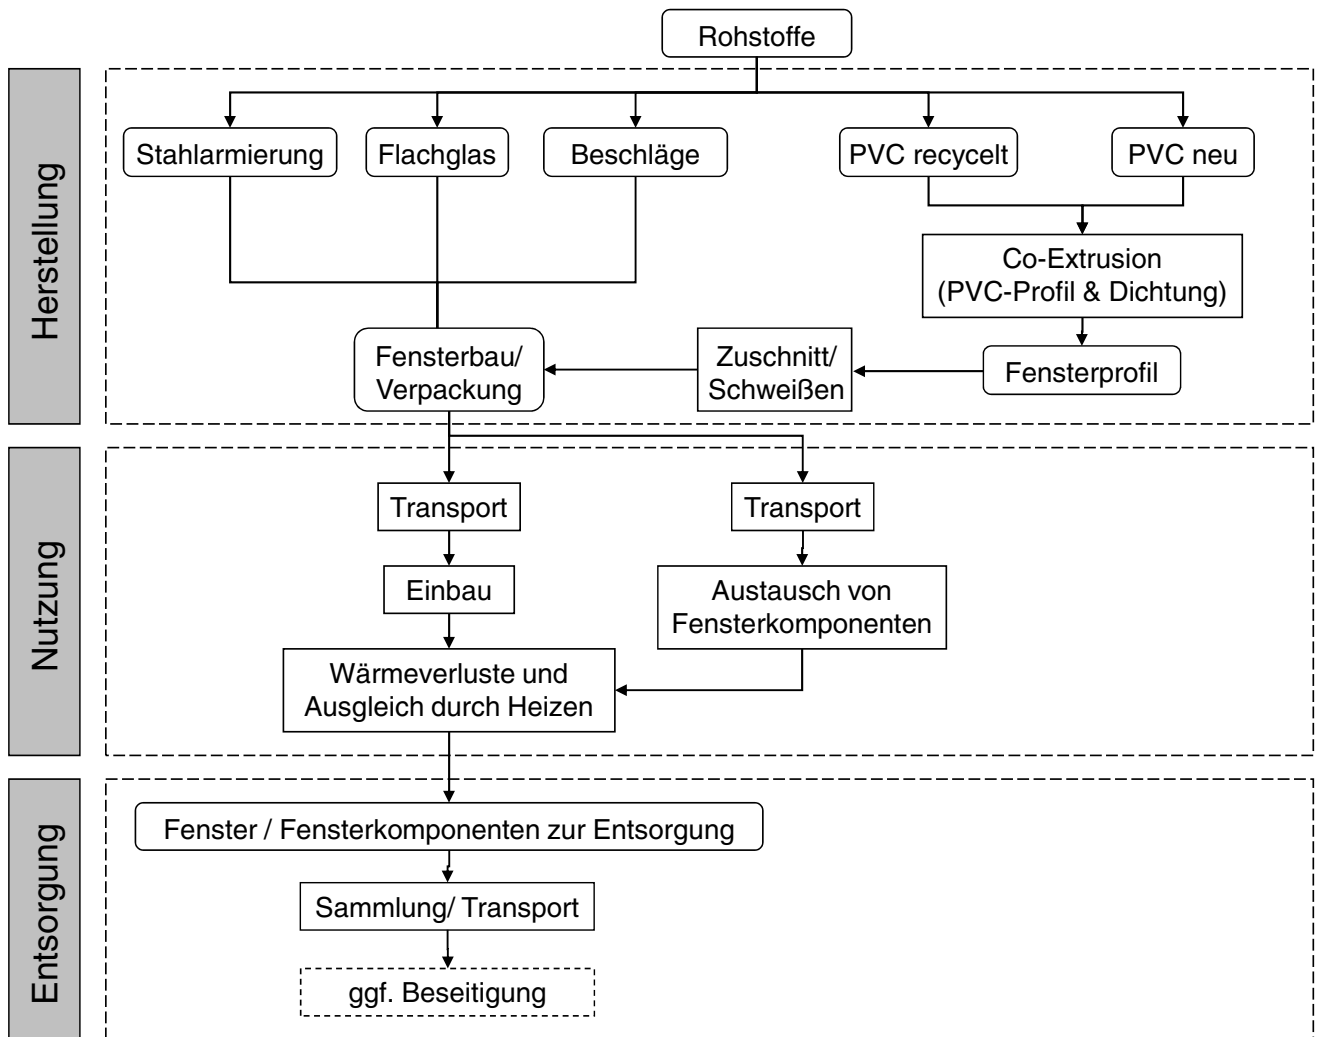 Rohstoffe
Herstellung
Stahlarmierung
Flachglas
Beschläge
PVC recycelt
PVC neu
Co-Extrusion
(PVC-Profil & Dichtung)
Fensterbau/
Verpackung
Zuschnitt/
Schweißen
Fensterprofil
Nutzung
Transport
Transport
Einbau
Austausch von
Fensterkomponenten
Wärmeverluste und
Ausgleich durch Heizen
Entsorgung
Fenster / Fensterkomponenten zur Entsorgung
Sammlung/ Transport
ggf. Beseitigung